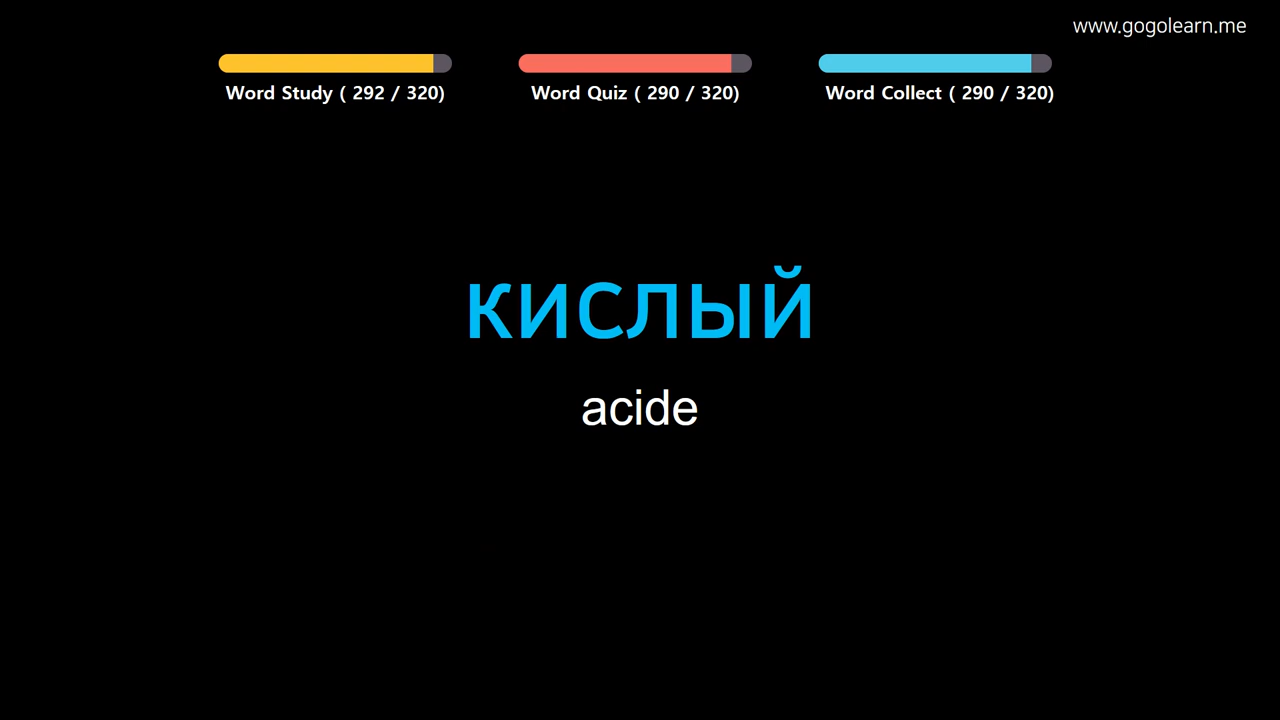 www.gogolearn.me
Word Study ( 292 / 320)
Word Quiz ( 290 / 320)
Word Collect ( 290 / 320)
кислый
acide